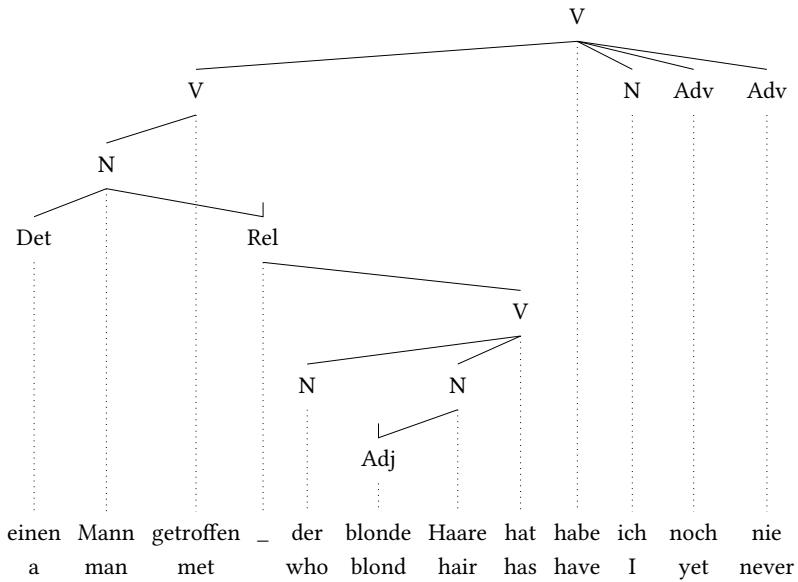 V
V N Adv Adv
N
Det Rel
V
N N
Adj
einen Mann getroffen _ der blonde Haare hat habe ich noch nie
a man met who blond hair has have I yet never